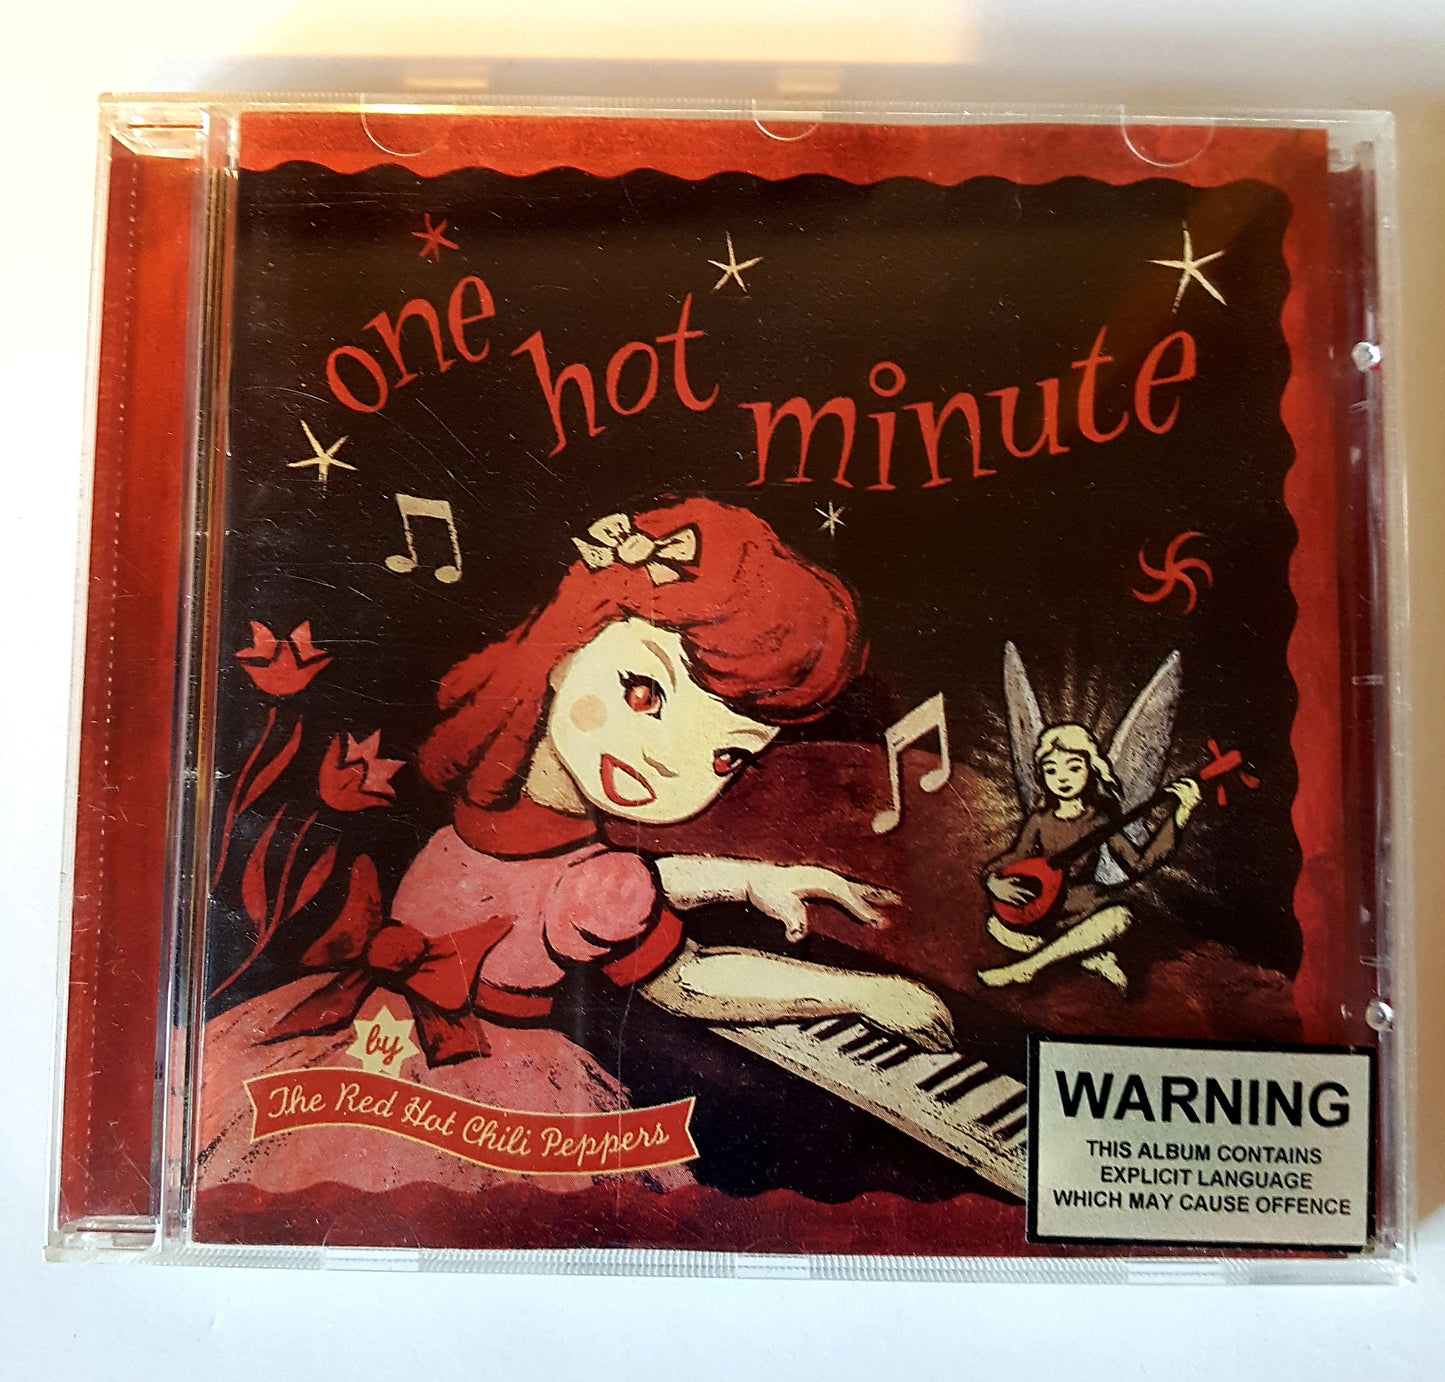 one hot minute
by
The Red Hot Chili Peppers
WARNING
THIS ALBUM CONTAINS
EXPLICIT LANGUAGE
WHICH MAY CAUSE OFFENCE